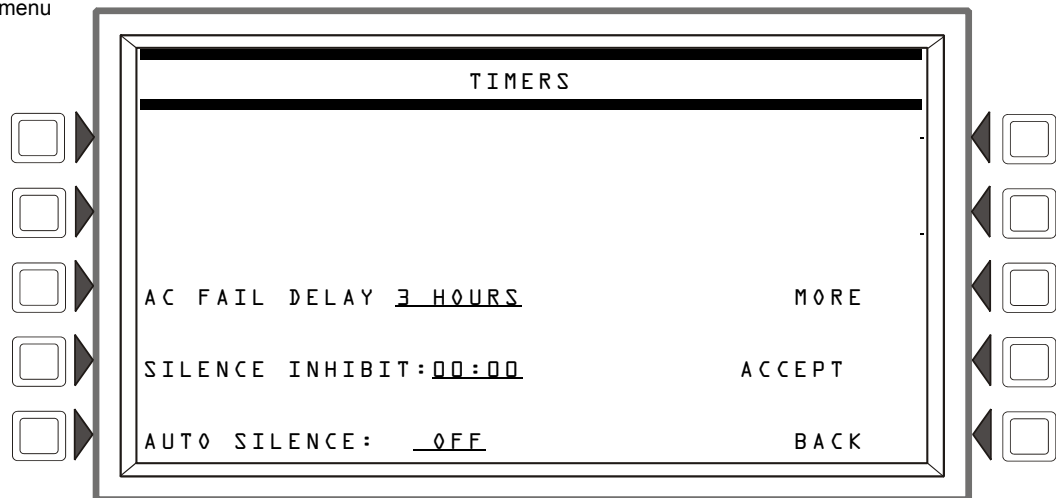 menu
TIMERS
AC FAIL DELAY 3 HOURS MORE
SILENCE INHIBIT:00:00 ACCEPT
AUTO SILENCE: OFF BACK